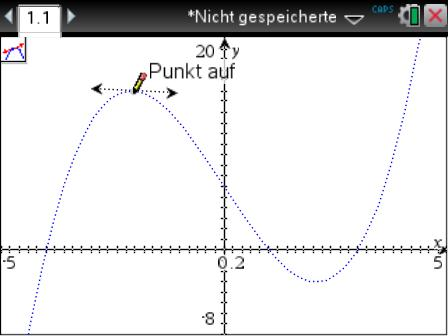 1.1
*Nicht gespeicherte
CAPS
20 y
Punkt auf
x
-5
0.2
5
-8